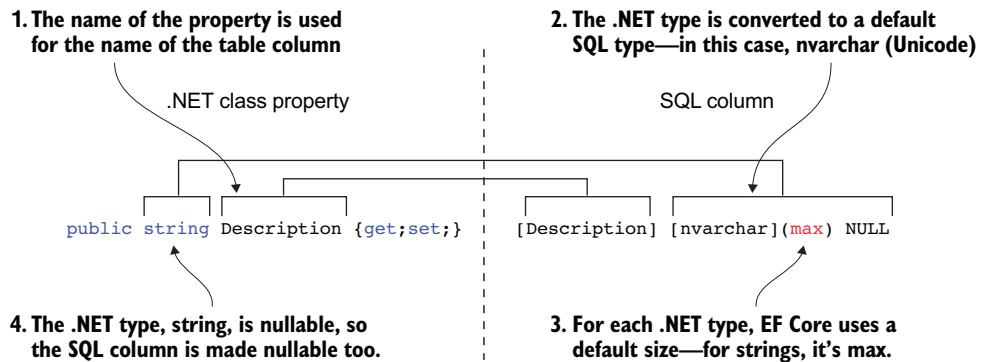 1. The name of the property is used
for the name of the table column
2. The .NET type is converted to a default
SQL type—in this case, nvarchar (Unicode)
.NET class property
SQL column
public string Description {get;set;}
[Description] [nvarchar](max) NULL
4. The .NET type, string, is nullable, so
the SQL column is made nullable too.
3. For each .NET type, EF Core uses a
default size—for strings, it's max.